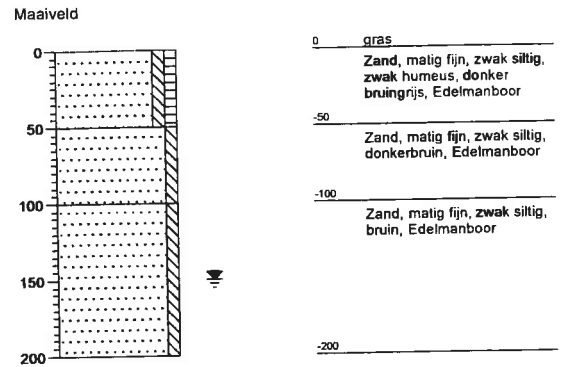 Maaiveld
0
50
100
150
200
0 gras
Zand, matig fijn, zwak siltig,
zwak humeus, donker
bruingrijs, Edelmanboor
-50
Zand, matig fijn, zwak siltig,
donkerbruin, Edelmanboor
-100
Zand, matig fijn, zwak siltig,
bruin, Edelmanboor
-200